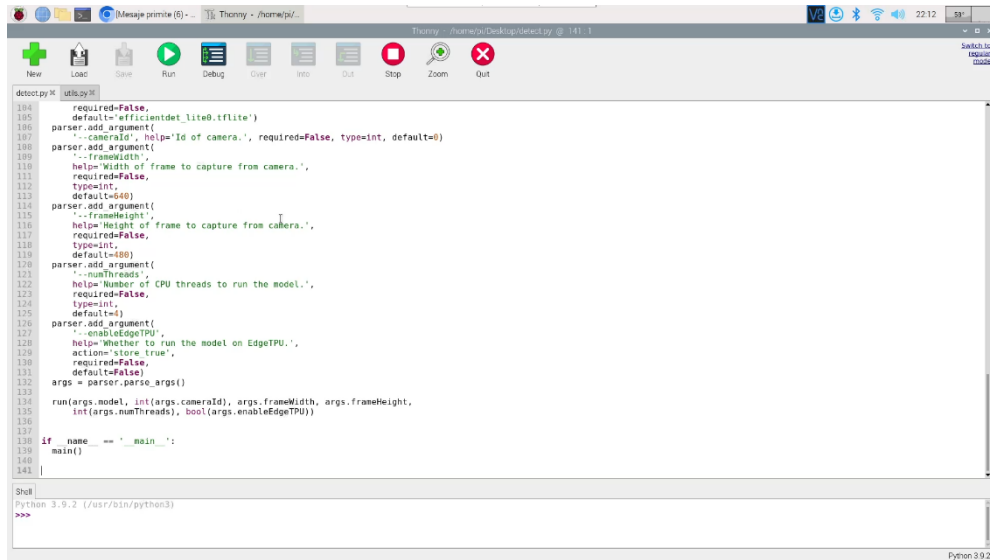 [Mesaje primite (6) - ...
Thonny - /home/pi/...
V2
22:12
53°
Thonny - /home/pi/Desktop/detect.py @ 141 : 1
New
Load
Save
Run
Debug
Over
Into
Out
Stop
Zoom
Quit
Switch to
regular
mode
detect.py
utils.py
104 required=False,
105 default='efficientdet_lite0.tflite')
106 parser.add_argument(
107 '--cameraId', help='Id of camera.', required=False, type=int, default=0)
108 parser.add_argument(
109 '--frameWidth',
110 help='Width of frame to capture from camera.',
111 required=False,
112 type=int,
113 default=640)
114 parser.add_argument(
115 '--frameHeight',
116 help='Height of frame to capture from camera.',
117 required=False,
118 type=int,
119 default=480)
120 parser.add_argument(
121 '--numThreads',
122 help='Number of CPU threads to run the model.',
123 required=False,
124 type=int,
125 default=4)
126 parser.add_argument(
127 '--enableEdgeTPU',
128 help='Whether to run the model on EdgeTPU.',
129 action='store_true',
130 required=False,
131 default=False)
132 args = parser.parse_args()
133
134 run(args.model, int(args.cameraId), args.frameWidth, args.frameHeight,
135 int(args.numThreads), bool(args.enableEdgeTPU))
136
137
138 if __name__ == '__main__':
139 main()
140
141
Shell
Python 3.9.2 (/usr/bin/python3)
>>>
Python 3.9.2